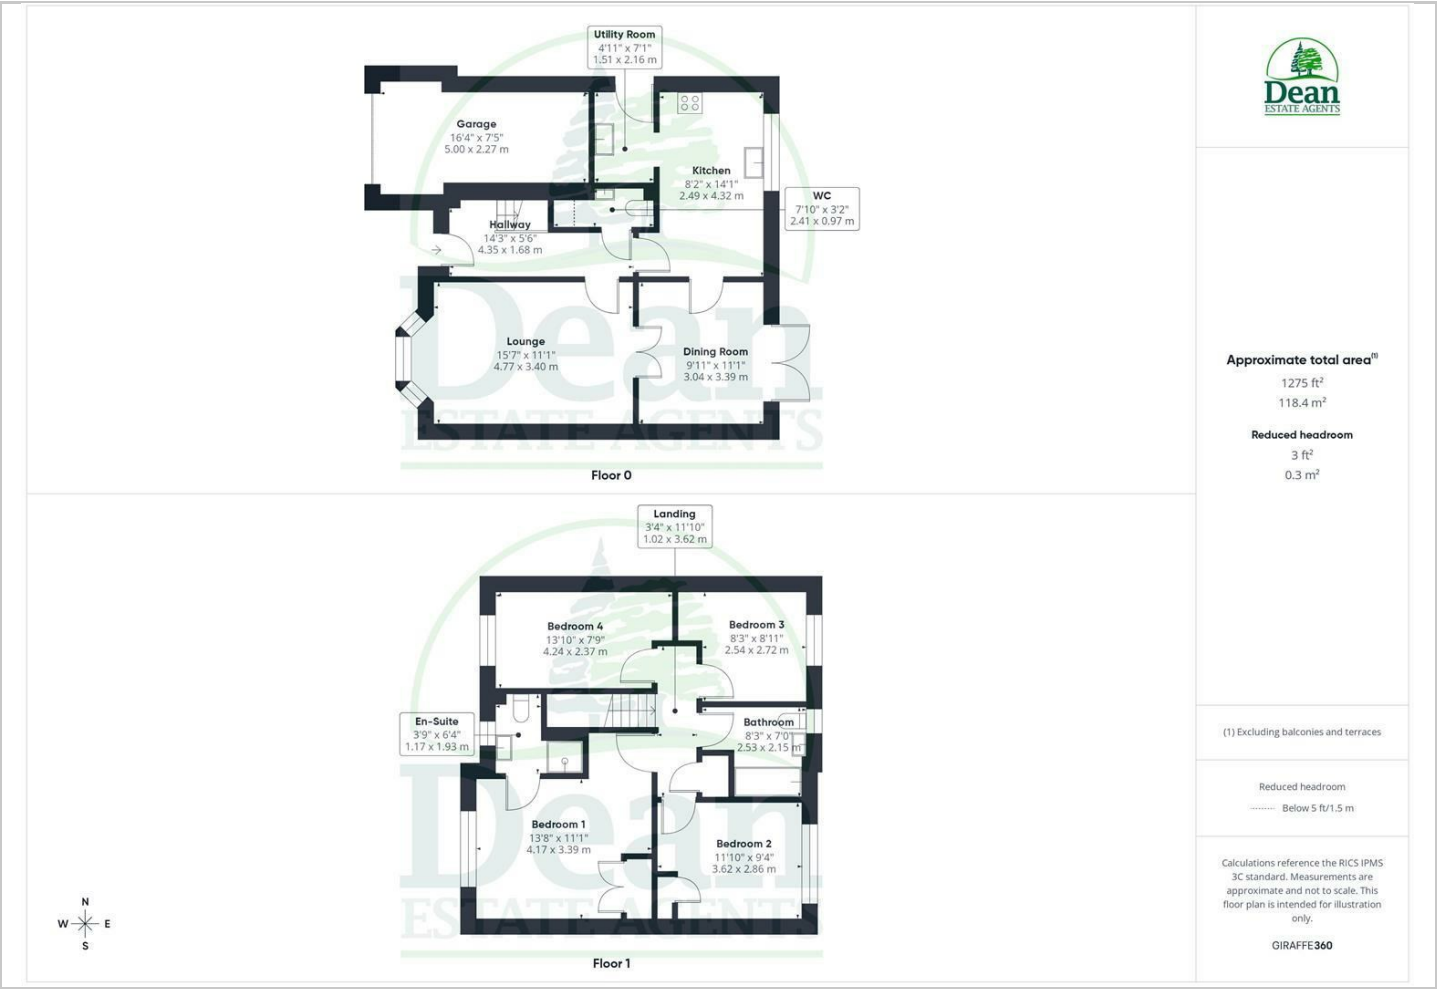 Utility Room
4'11" x 7'1"
1.51 x 2.16 m
Garage
16'4" x 7'5"
5.00 x 2.27 m
Kitchen
8'2" x 14'1"
2.49 x 4.32 m
WC
7'10" x 3'2"
2.41 x 0.97 m
Hallway
14'3" x 5'6"
4.35 x 1.68 m
Lounge
15'7" x 11'1"
4.77 x 3.40 m
Dining Room
9'11" x 11'1"
3.04 x 3.39 m
Dean
ESTATE AGENTS
Floor 0
Landing
3'4" x 11'10"
1.02 x 3.62 m
Bedroom 4
13'10" x 7'9"
4.24 x 2.37 m
Bedroom 3
8'3" x 8'11"
2.54 x 2.72 m
En-Suite
3'9" x 6'4"
1.17 x 1.93 m
Bathroom
8'3" x 7'0"
2.53 x 2.15 m
Bedroom 1
13'8" x 11'1"
4.17 x 3.39 m
Bedroom 2
11'10" x 9'4"
3.62 x 2.86 m
Dean
ESTATE AGENTS
Floor 1
N
W E
S
Dean
ESTATE AGENTS
Approximate total area(1)
1275 ft²
118.4 m²
Reduced headroom
3 ft²
0.3 m²
(1) Excluding balconies and terraces
Reduced headroom
Below 5 ft/1.5 m
Calculations reference the RICS IPMS
3C standard. Measurements are
approximate and not to scale. This
floor plan is intended for illustration
only.
GIRAFFE360